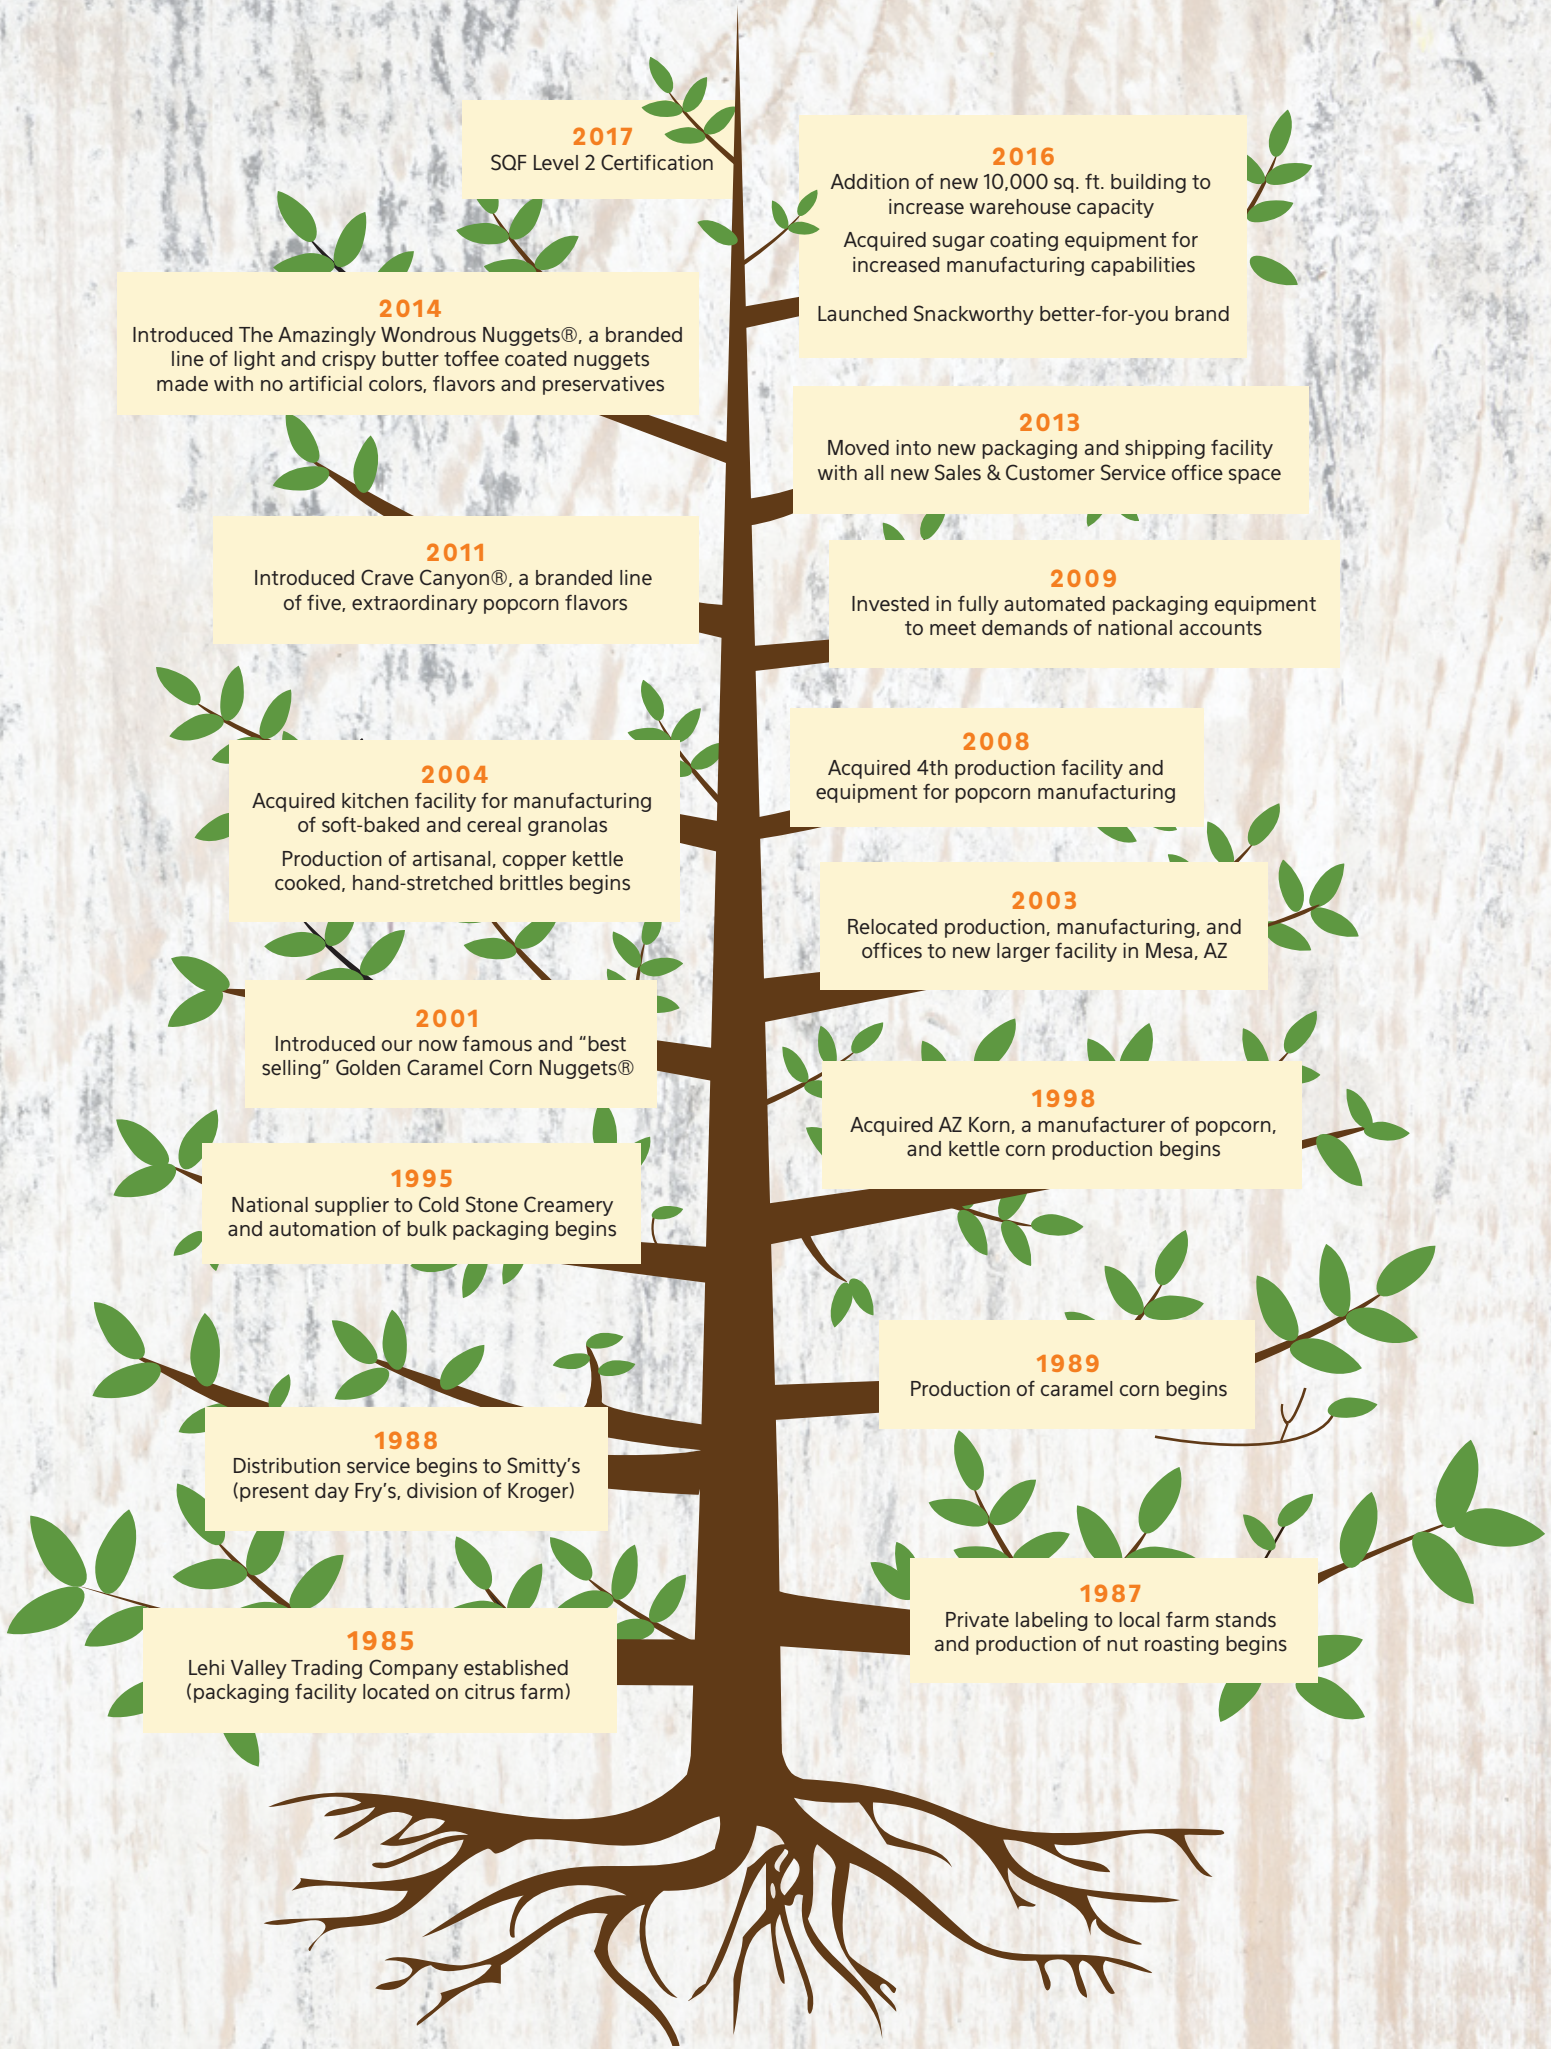 2017
SQF Level 2 Certification
2016
Addition of new 10,000 sq. ft. building to
increase warehouse capacity
Acquired sugar coating equipment for
increased manufacturing capabilities
Launched Snackworthy better-for-you brand
2014
Introduced The Amazingly Wondrous Nuggets®, a branded
line of light and crispy butter toffee coated nuggets
made with no artificial colors, flavors and preservatives
2013
Moved into new packaging and shipping facility
with all new Sales & Customer Service office space
2011
Introduced Crave Canyon®, a branded line
of five, extraordinary popcorn flavors
2009
Invested in fully automated packaging equipment
to meet demands of national accounts
2008
Acquired 4th production facility and
equipment for popcorn manufacturing
2004
Acquired kitchen facility for manufacturing
of soft-baked and cereal granolas
Production of artisanal, copper kettle
cooked, hand-stretched brittles begins
2003
Relocated production, manufacturing, and
offices to new larger facility in Mesa, AZ
2001
Introduced our now famous and “best
selling” Golden Caramel Corn Nuggets®
1998
Acquired AZ Korn, a manufacturer of popcorn,
and kettle corn production begins
1995
National supplier to Cold Stone Creamery
and automation of bulk packaging begins
1989
Production of caramel corn begins
1988
Distribution service begins to Smitty’s
(present day Fry’s, division of Kroger)
1987
Private labeling to local farm stands
and production of nut roasting begins
1985
Lehi Valley Trading Company established
(packaging facility located on citrus farm)